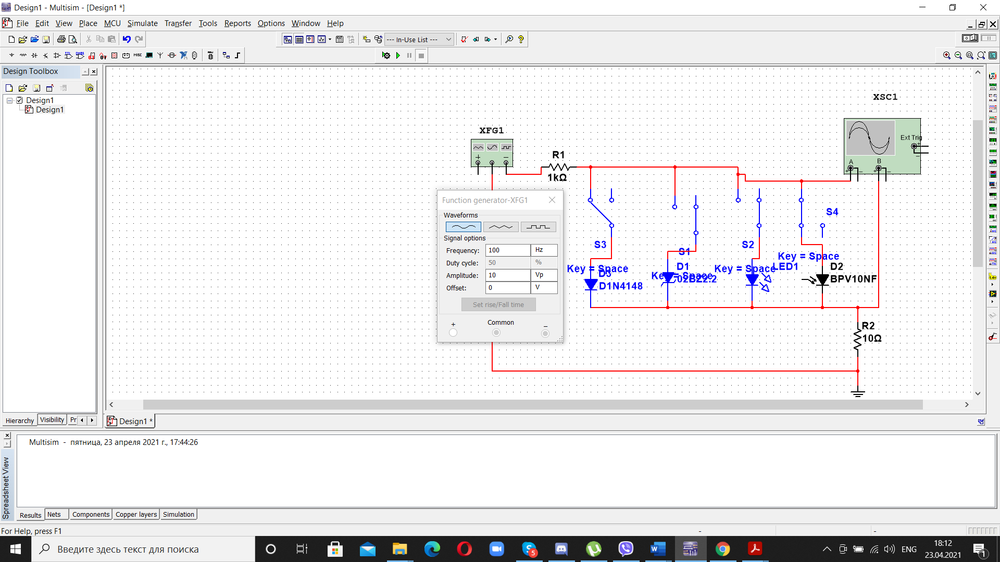 Design1 - Multisim - [Design1 *]
File Edit View Place MCU Simulate Transfer Tools Reports Options Window Help
--- In-Use List ---
MISC
Design Toolbox
Design1
Design1
XSC1
Ext Trig
A B
XFG1
R1
1kΩ
Function generator-XFG1
Waveforms
Signal options
Frequency: 100 Hz
Duty cycle: 50 %
Amplitude: 10 Vp
Offset: 0 V
Set rise/Fall time
+ Common −
S4
S3
S1
S2
Key = Space
Key = Space
Key = Space
Key = Space
LED1
D1
02BZ2.2
D2
BPV10NF
D3
D1N4148
R2
10Ω
Hierarchy Visibility Pr
Design1 *
Multisim - пятница, 23 апреля 2021 г., 17:44:26
Spreadsheet View
Results Nets Components Copper layers Simulation
For Help, press F1
- -
Введите здесь текст для поиска
5
ENG
18:12
23.04.2021
1